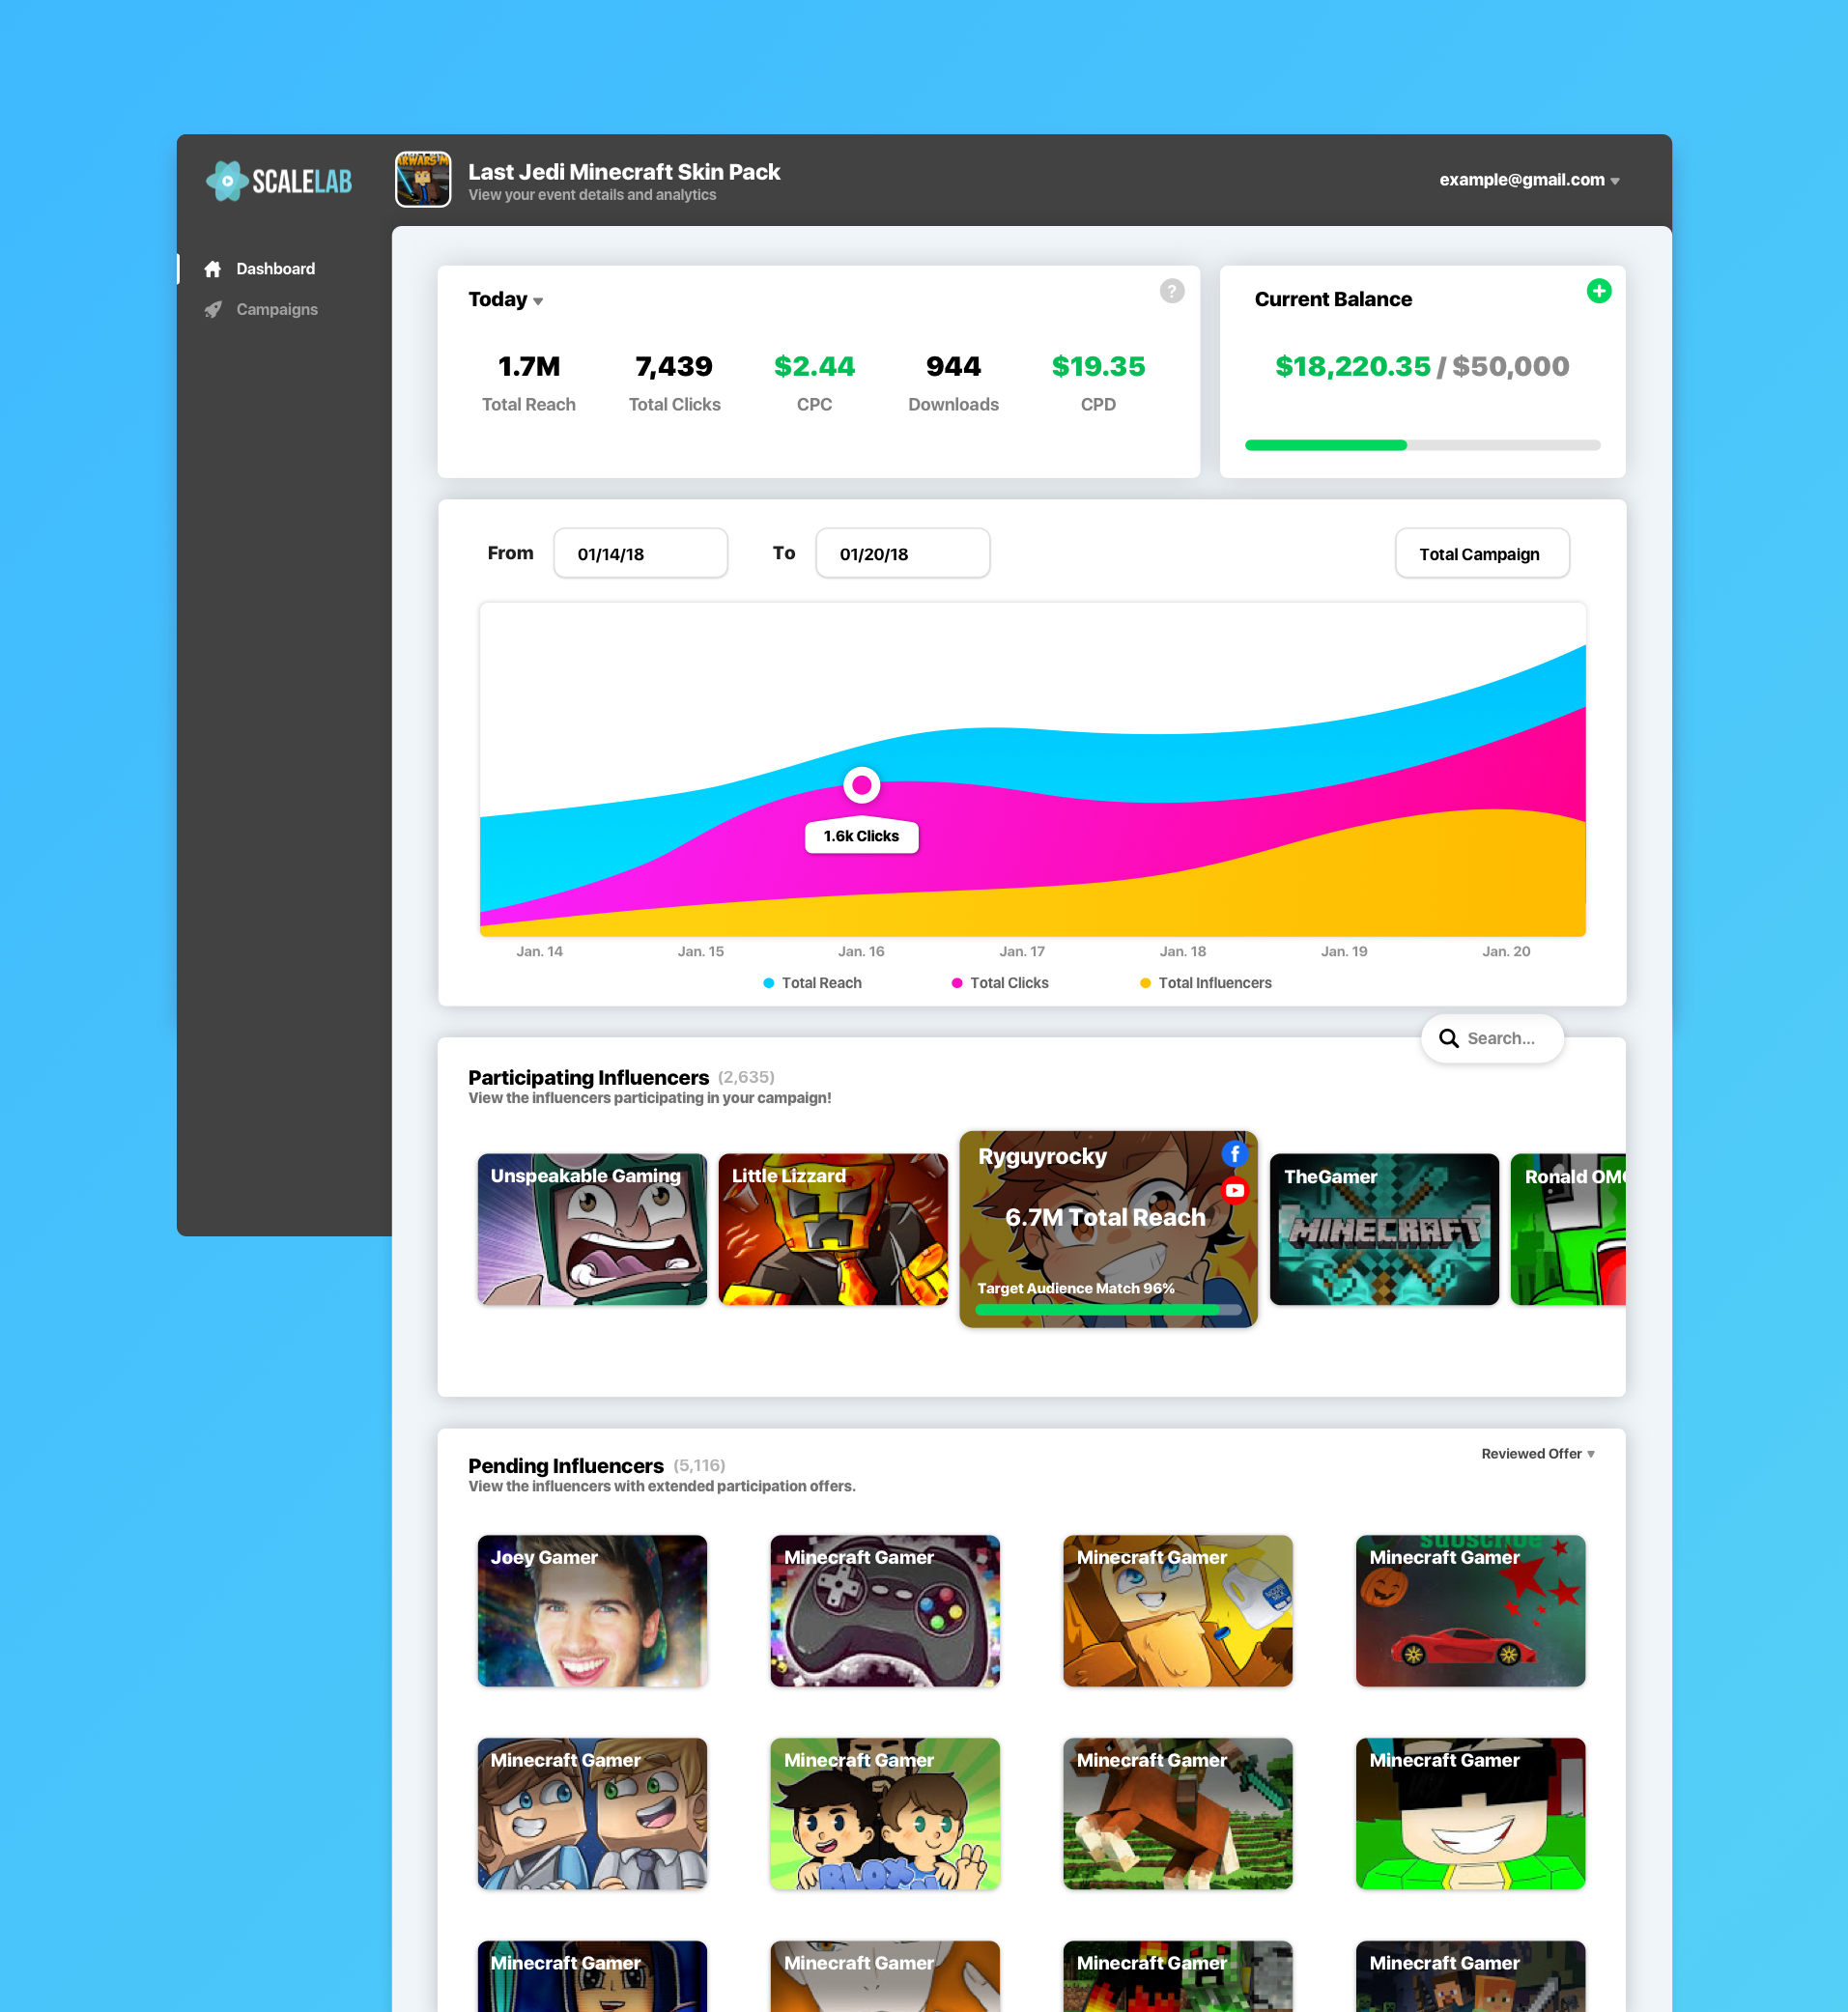 SCALELAB
Last Jedi Minecraft Skin Pack
View your event details and analytics
example@gmail.com
Dashboard
Campaigns
Today
?
Current Balance
1.7M
7,439
$2.44
944
$19.35
Total Reach
Total Clicks
CPC
Downloads
CPD
$18,220.35 / $50,000
From
01/14/18
To
01/20/18
Total Campaign
1.6k Clicks
Jan. 14
Jan. 15
Jan. 16
Jan. 17
Jan. 18
Jan. 19
Jan. 20
Total Reach
Total Clicks
Total Influencers
Search...
Participating Influencers (2,635)
View the influencers participating in your campaign!
Unspeakable Gaming
Little Lizzard
Ryguyrocky
6.7M Total Reach
Target Audience Match 96%
TheGamer
MINECRAFT
Ronald OMG
Reviewed Offer
Pending Influencers (5,116)
View the influencers with extended participation offers.
Joey Gamer
Minecraft Gamer
Minecraft Gamer
subscribe
Minecraft Gamer
Minecraft Gamer
Minecraft Gamer
BLOX
Minecraft Gamer
Minecraft Gamer
Minecraft Gamer
Minecraft Gamer
Minecraft Gamer
Minecraft Gamer